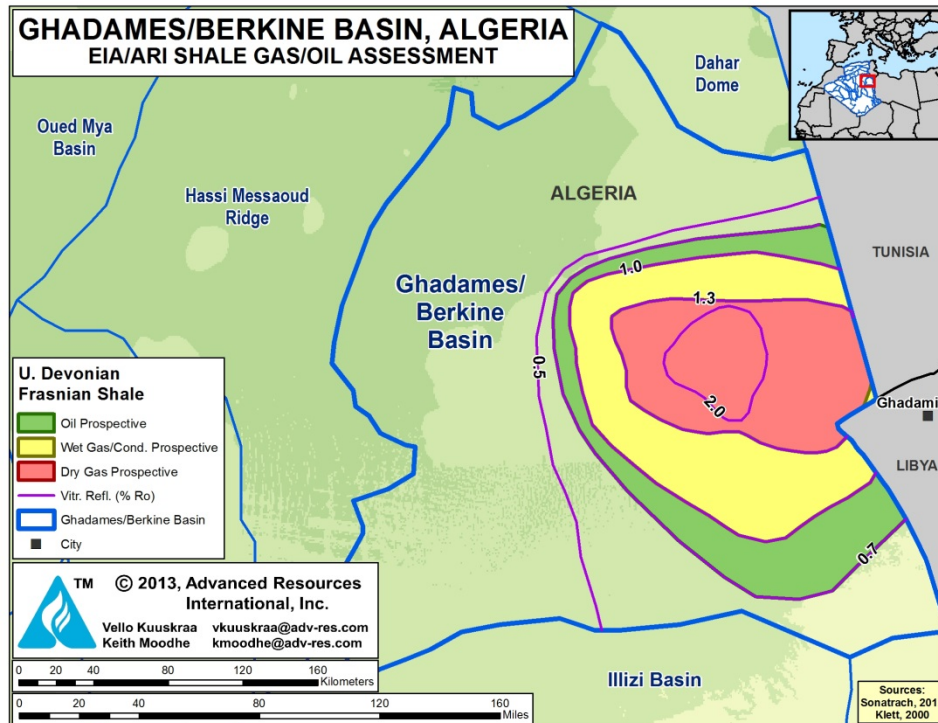 GHADAMES/BERKINE BASIN, ALGERIA
EIA/ARI SHALE GAS/OIL ASSESSMENT
Dahar
Dome
Oued Mya
Basin
Hassi Messaoud
Ridge
ALGERIA
TUNISIA
Ghadames/
Berkine
Basin
1.0
1.3
0.5
2.0
0.7
Ghadami
LIBYA
U. Devonian
Frasnian Shale
Oil Prospective
Wet Gas/Cond. Prospective
Dry Gas Prospective
Vitr. Refl. (% Ro)
Ghadames/Berkine Basin
City
TM
© 2013, Advanced Resources
International, Inc.
Vello Kuuskraa vkuuskraa@adv-res.com
Keith Moodhe kmoodhe@adv-res.com
0 20 40 80 120 160
Kilometers
0 20 40 80 120 160
Miles
Illizi Basin
Sources:
Sonatrach, 201
Klett, 2000